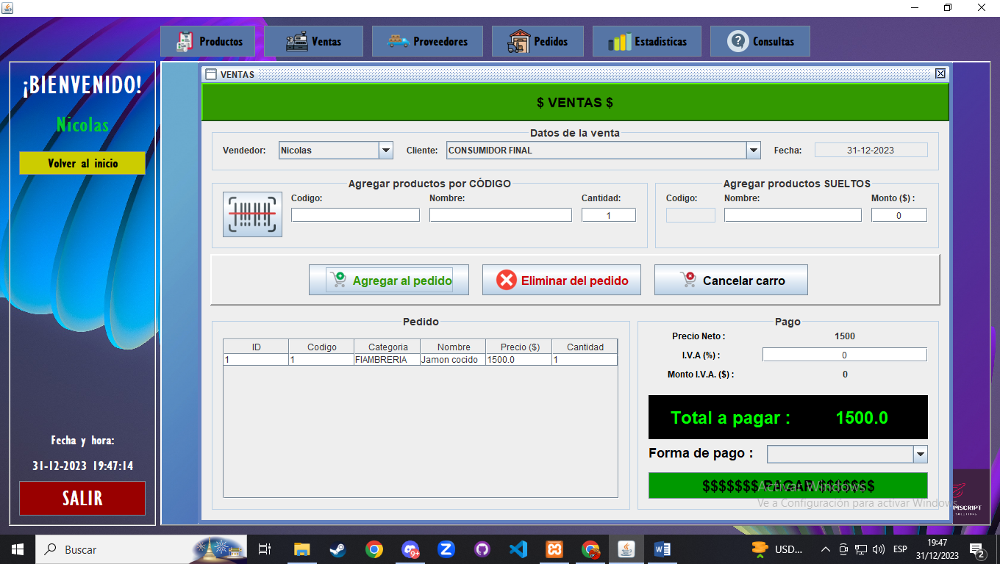 Productos
Ventas
Proveedores
Pedidos
Estadisticas
Consultas
¡BIENVENIDO!
Nicolas
Volver al inicio
Fecha y hora:
31-12-2023 19:47:14
SALIR
VENTAS
$ VENTAS $
Datos de la venta
Vendedor: Nicolas Cliente: CONSUMIDOR FINAL Fecha: 31-12-2023
Agregar productos por CÓDIGO
Codigo: Nombre: Cantidad:
1
Agregar productos SUELTOS
Codigo: Nombre: Monto ($) :
0
Agregar al pedido
Eliminar del pedido
Cancelar carro
Pedido
ID Codigo Categoria Nombre Precio ($) Cantidad
1 1 FIAMBRERIA Jamon cocido 1500.0 1
Pago
Precio Neto : 1500
I.V.A (%) : 0
Monto I.V.A. ($) : 0
Total a pagar : 1500.0
Forma de pago :
$$$$$$$ PAGAR $$$$$$$
Activar Windows
Ve a Configuración para activar Windows.
Buscar
USD...
ESP
19:47
31/12/2023
2